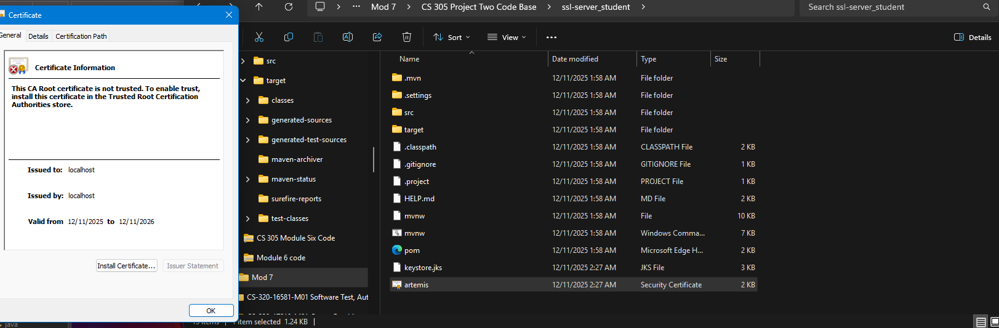 Certificate
General Details Certification Path
Certificate Information
This CA Root certificate is not trusted. To enable trust,
install this certificate in the Trusted Root Certification
Authorities store.
Issued to: localhost
Issued by: localhost
Valid from 12/11/2025 to 12/11/2026
Install Certificate... Issuer Statement
OK
java
Mod 7 CS 305 Project Two Code Base ssl-server_student
Search ssl-server_student
Sort View Details
src
target
classes
generated-sources
generated-test-sources
maven-archiver
maven-status
surefire-reports
test-classes
CS 305 Module Six Code
Module 6 code
Mod 7
CS-320-16581-M01 Software Test, Aut
Name Date modified Type Size
.mvn 12/11/2025 1:58 AM File folder
.settings 12/11/2025 1:58 AM File folder
src 12/11/2025 1:58 AM File folder
target 12/11/2025 1:58 AM File folder
.classpath 12/11/2025 1:58 AM CLASSPATH File 2 KB
.gitignore 12/11/2025 1:58 AM GITIGNORE File 1 KB
.project 12/11/2025 1:58 AM PROJECT File 1 KB
HELP.md 12/11/2025 1:58 AM MD File 2 KB
mvnw 12/11/2025 1:58 AM File 10 KB
mvnw 12/11/2025 1:58 AM Windows Comma... 7 KB
pom 12/11/2025 1:58 AM Microsoft Edge H... 2 KB
keystore.jks 12/11/2025 2:27 AM JKS File 3 KB
artemis 12/11/2025 2:27 AM Security Certificate 2 KB
items 1 item selected 1.24 KB